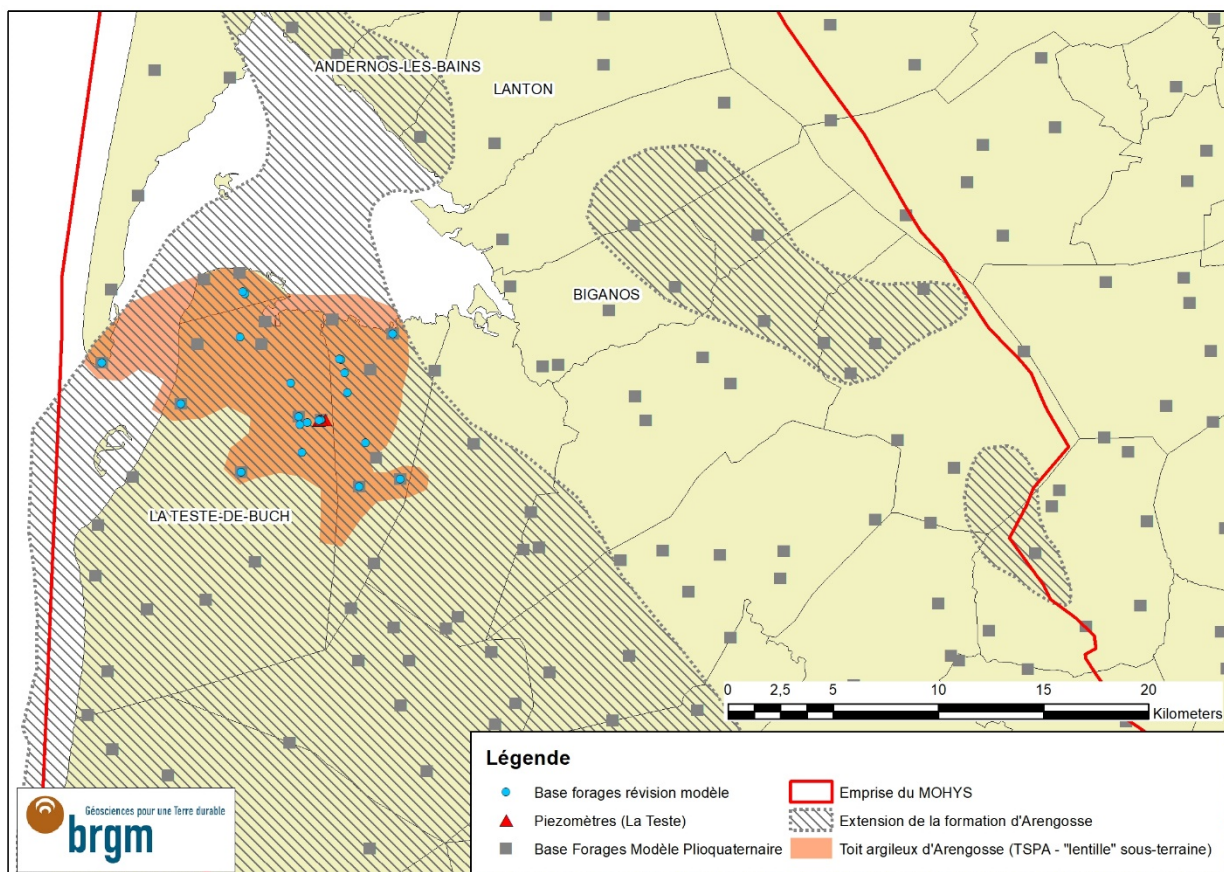 ANDERNOS-LES-BAINS
LANTON
BIGANOS
LA TESTE-DE-BUCH
0 2,5 5 10 15 20
Kilometers
Légende
Base forages révision modèle
Piezomètres (La Teste)
Base Forages Modèle Plioquaternaire
Emprise du MOHYS
Extension de la formation d'Arengosse
Toit argileux d'Arengosse (TSPA - "lentille" sous-terraine)
Géosciences pour une Terre durable
brgm